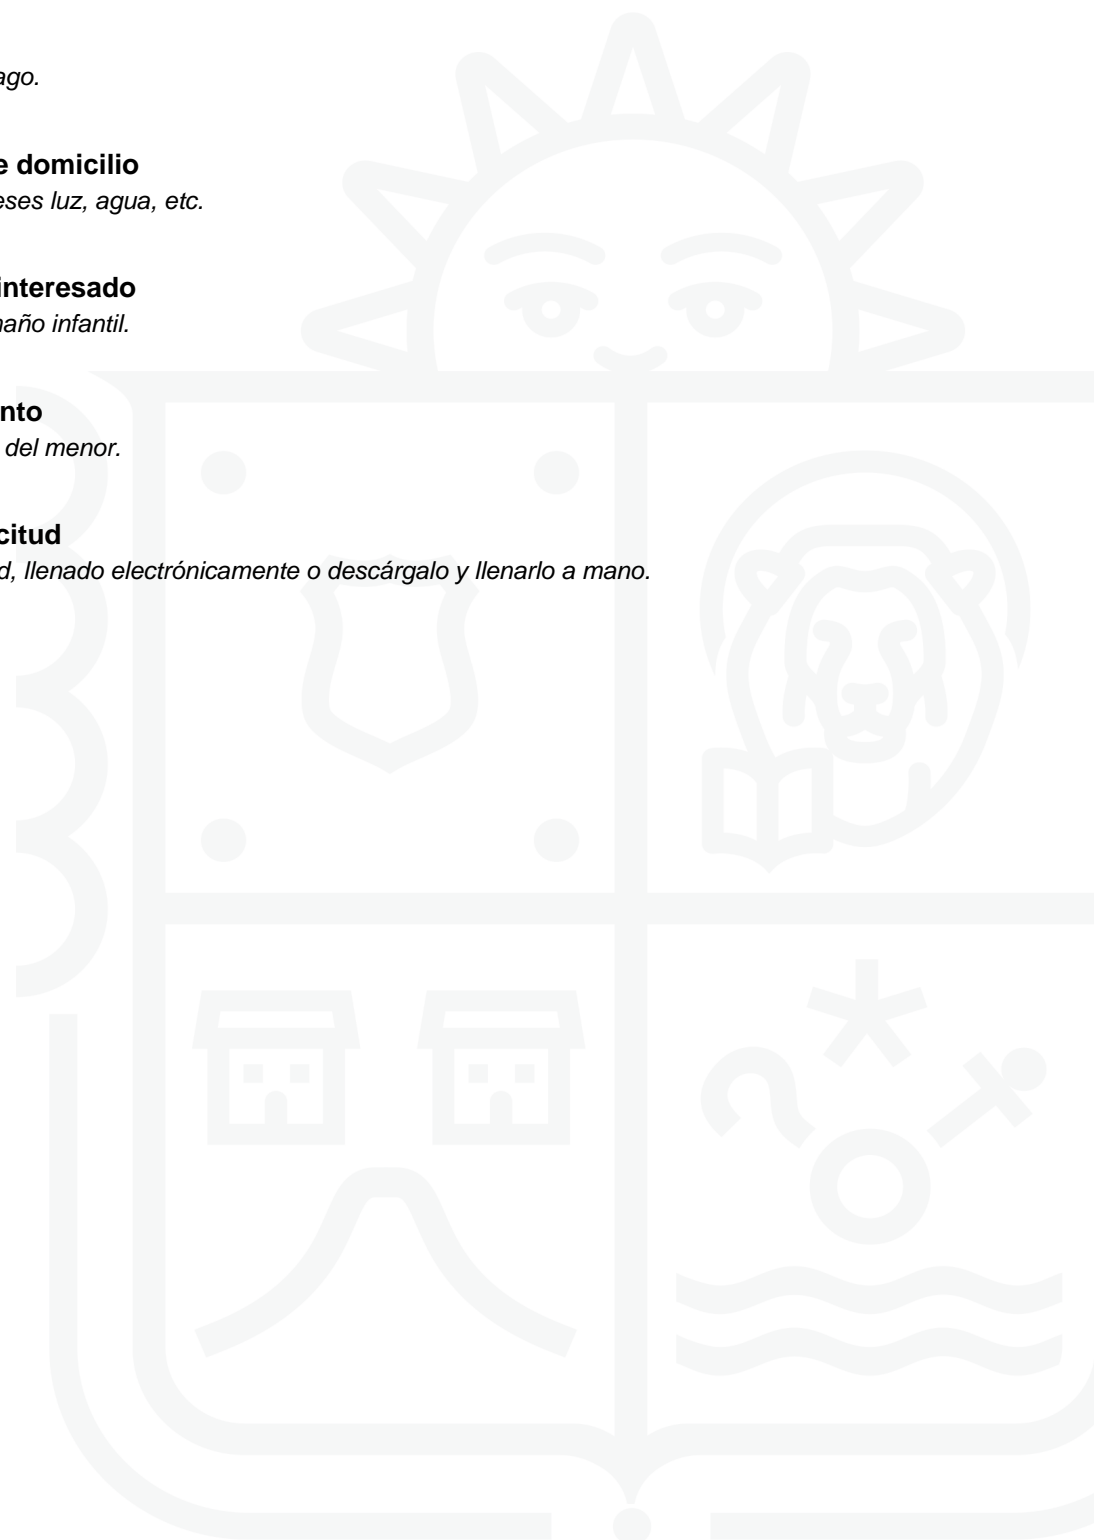 ago.
e domicilio
eses luz, agua, etc.
interesado
maño infantil.
nto
del menor.
citud
d, llenado electrónicamente o descárgalo y llenarlo a mano.